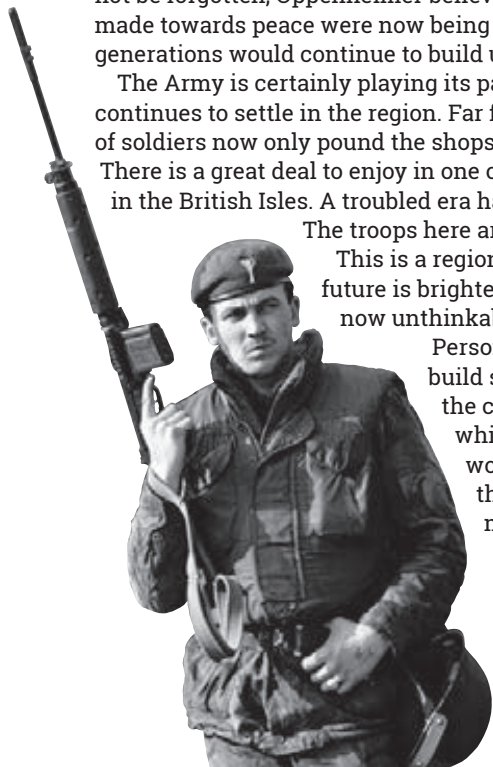 not be forgotten, Oppenheimer believ
made towards peace were now being
generations would continue to build u
The Army is certainly playing its pa
continues to settle in the region. Far f
of soldiers now only pound the shops
There is a great deal to enjoy in one o
in the British Isles. A troubled era ha
The troops here ar
This is a region
future is brighte
now unthinkab
Person
build s
the c
whi
wo
th